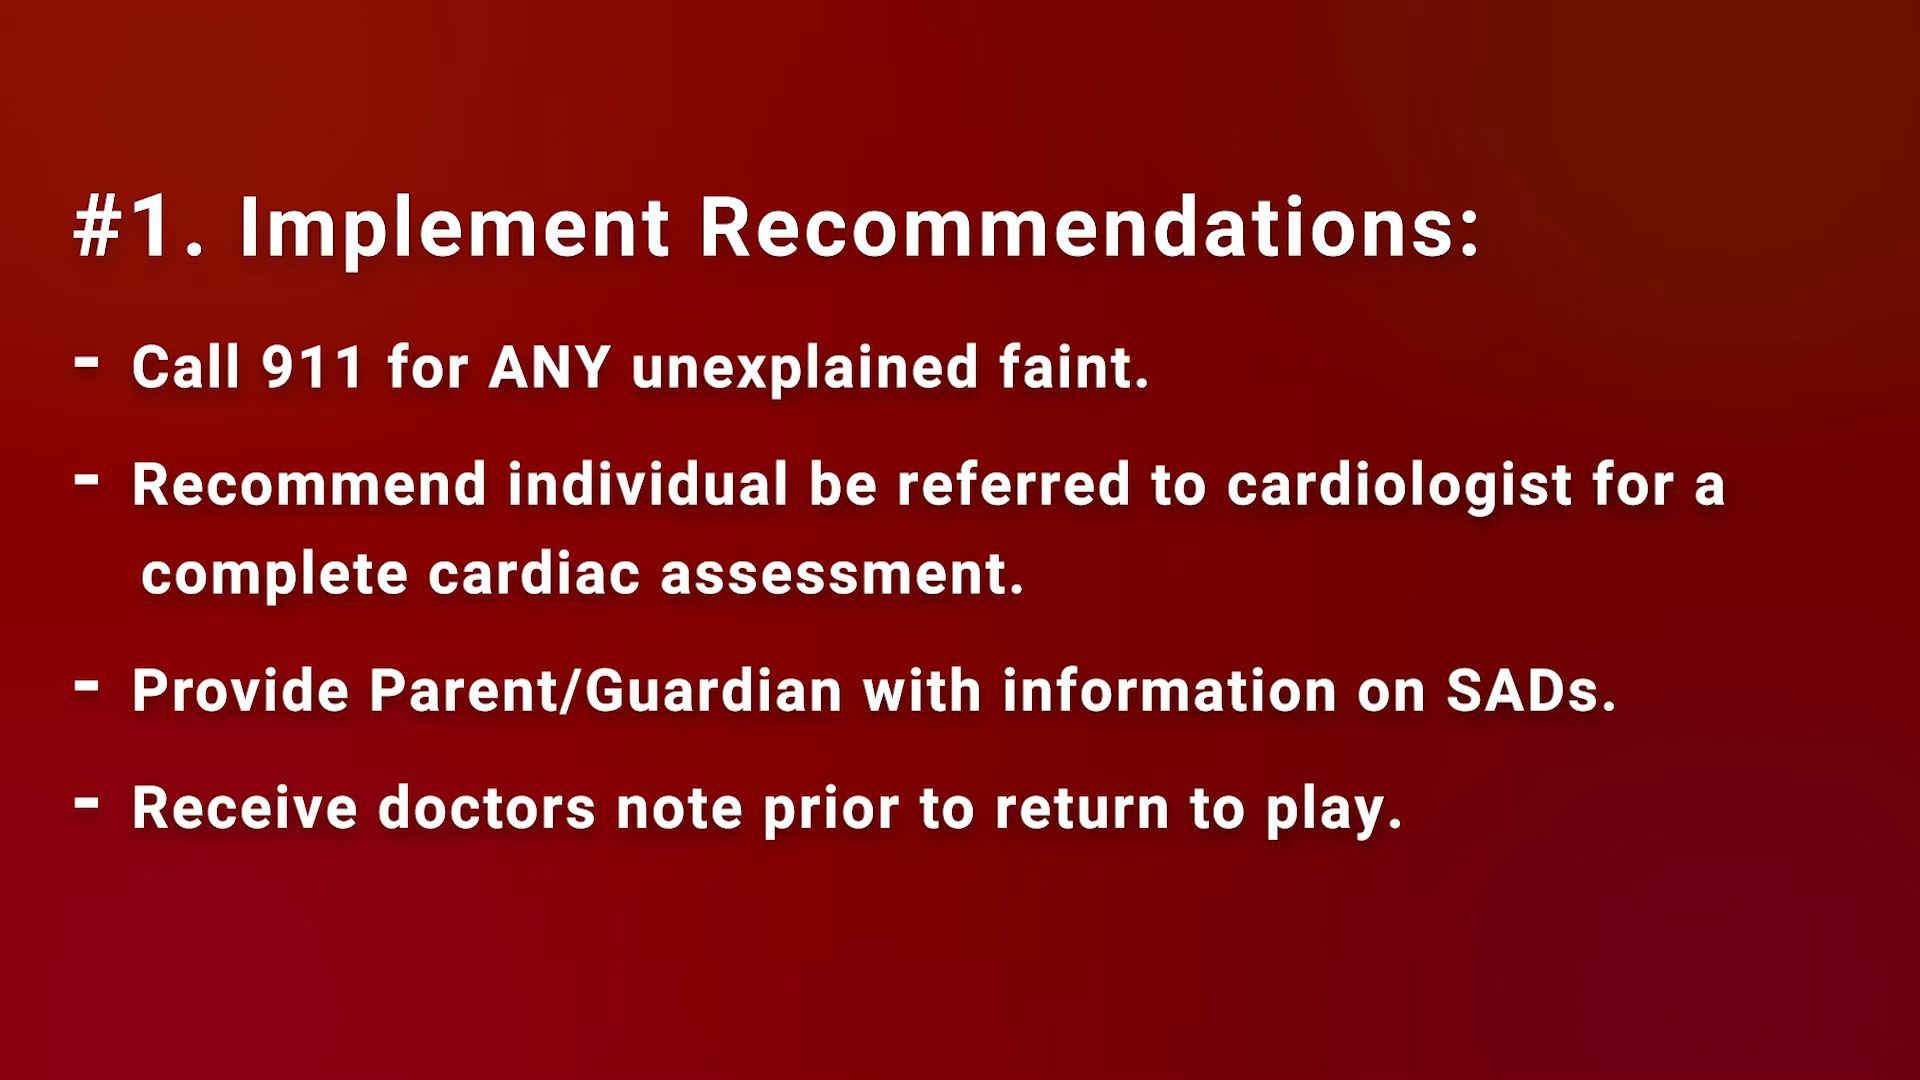 #1. Implement Recommendations:
- Call 911 for ANY unexplained faint.
- Recommend individual be referred to cardiologist for a
complete cardiac assessment.
- Provide Parent/Guardian with information on SADs.
- Receive doctors note prior to return to play.